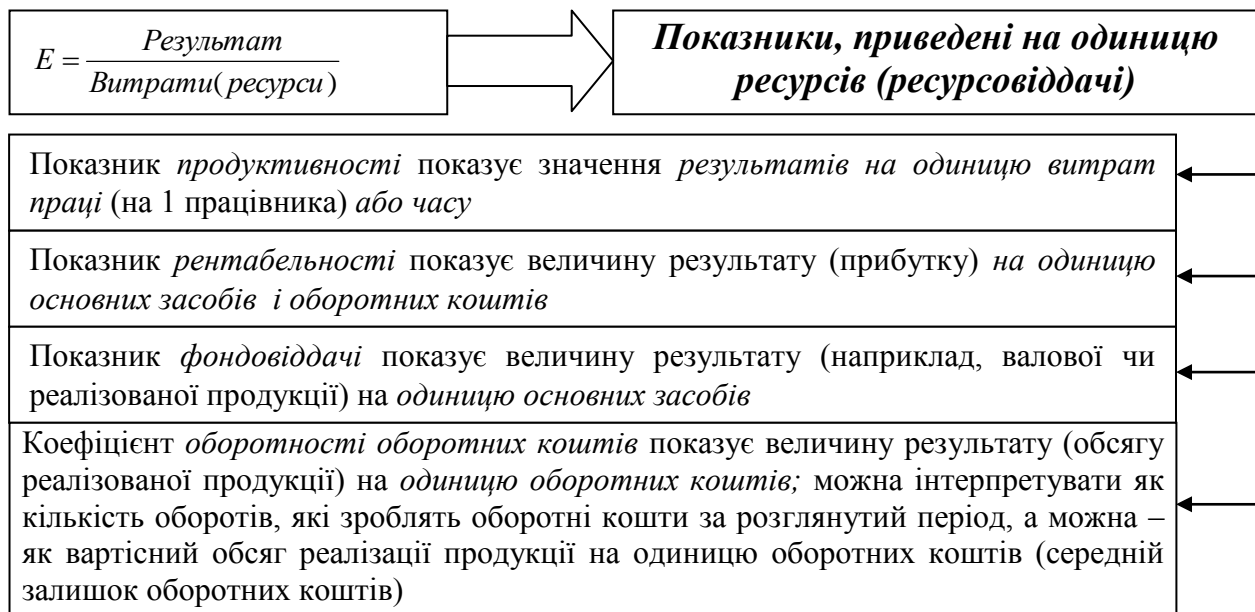 E = Результат / Витрати( ресурси )
Показники, приведені на одиницю
ресурсів (ресурсовіддачі)
Показник продуктивності показує значення результатів на одиницю витрат
праці (на 1 працівника) або часу
Показник рентабельності показує величину результату (прибутку) на одиницю
основних засобів і оборотних коштів
Показник фондовіддачі показує величину результату (наприклад, валової чи
реалізованої продукції) на одиницю основних засобів
Коефіцієнт оборотності оборотних коштів показує величину результату (обсягу
реалізованої продукції) на одиницю оборотних коштів; можна інтерпретувати як
кількість оборотів, які зроблять оборотні кошти за розглянутий період, а можна –
як вартісний обсяг реалізації продукції на одиницю оборотних коштів (середній
залишок оборотних коштів)